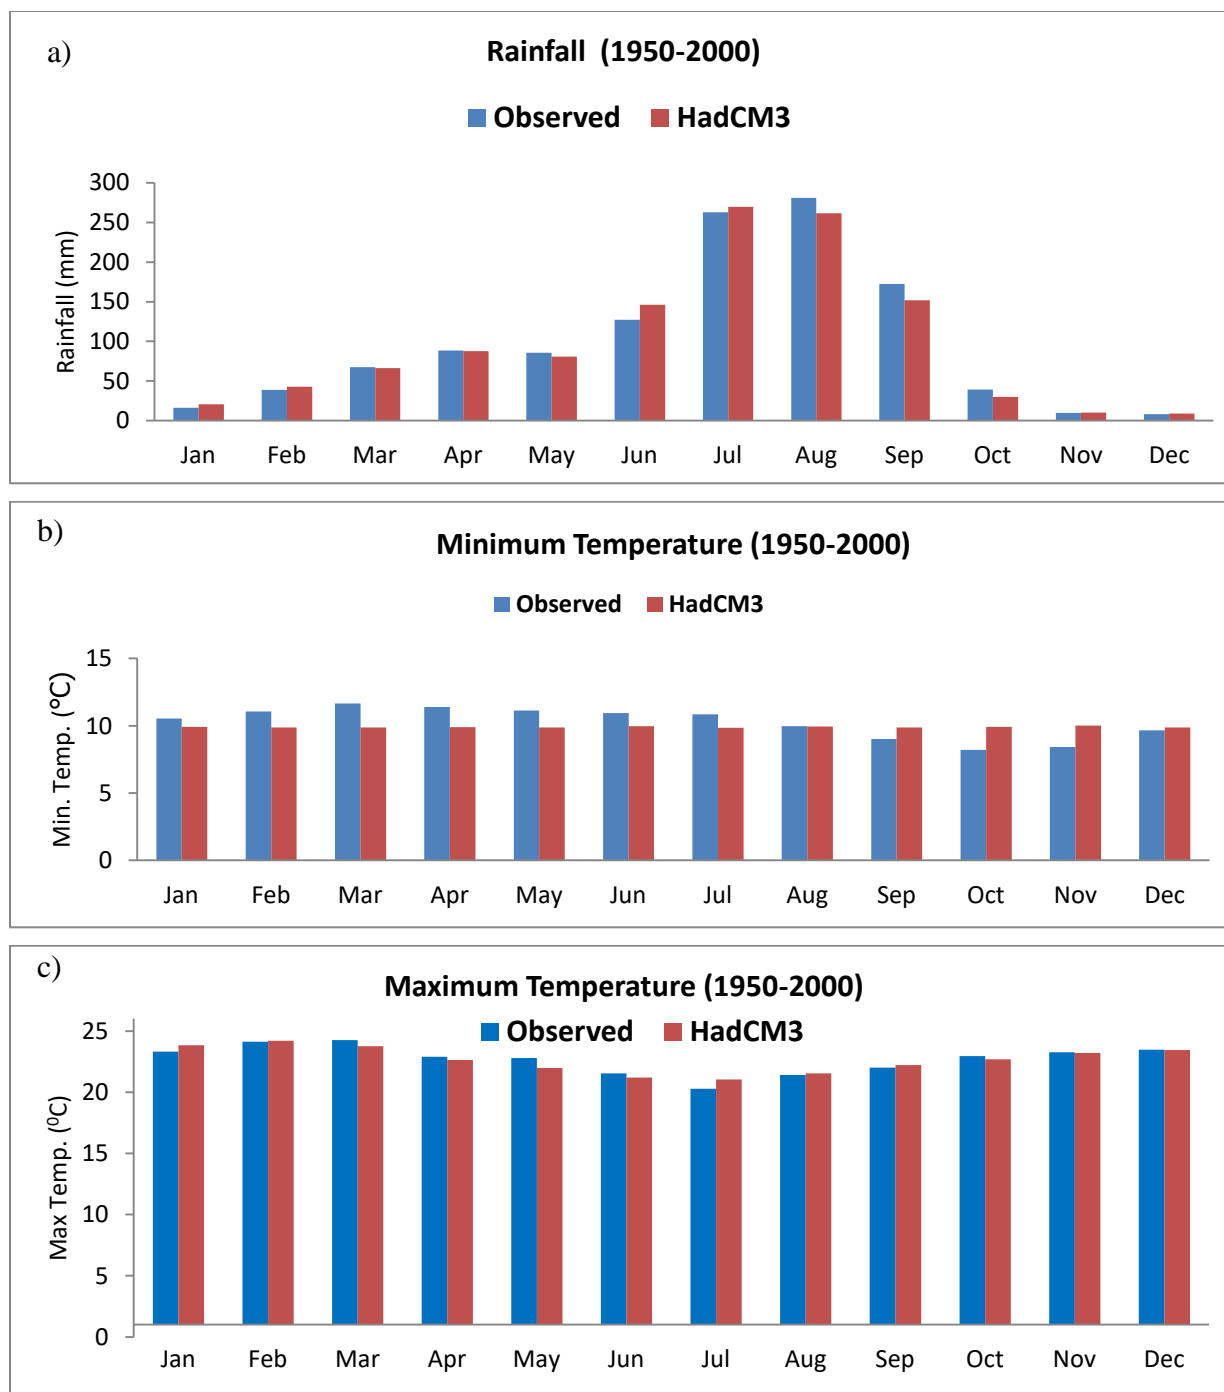 a)
Rainfall (1950-2000)
Observed HadCM3
300
250
200
150
100
50
0
Rainfall (mm)
Jan Feb Mar Apr May Jun Jul Aug Sep Oct Nov Dec
b)
Minimum Temperature (1950-2000)
Observed HadCM3
15
10
5
0
Min. Temp. (°C)
Jan Feb Mar Apr May Jun Jul Aug Sep Oct Nov Dec
c)
Maximum Temperature (1950-2000)
Observed HadCM3
25
20
15
10
5
0
Max Temp. (⁰C)
Jan Feb Mar Apr May Jun Jul Aug Sep Oct Nov Dec